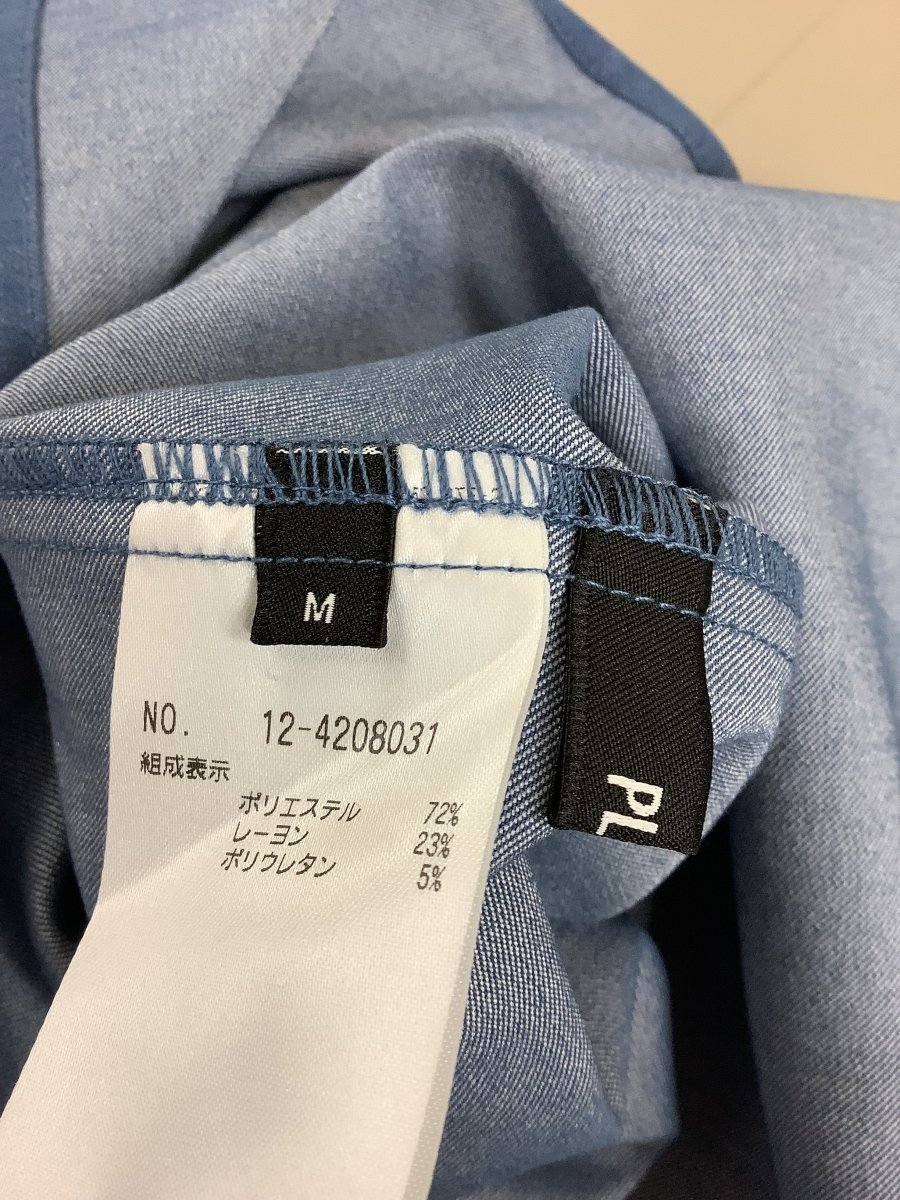 M
NO. 12-4208031
組成表示
ポリエステル 72%
レーヨン 23%
ポリウレタン 5%
PL